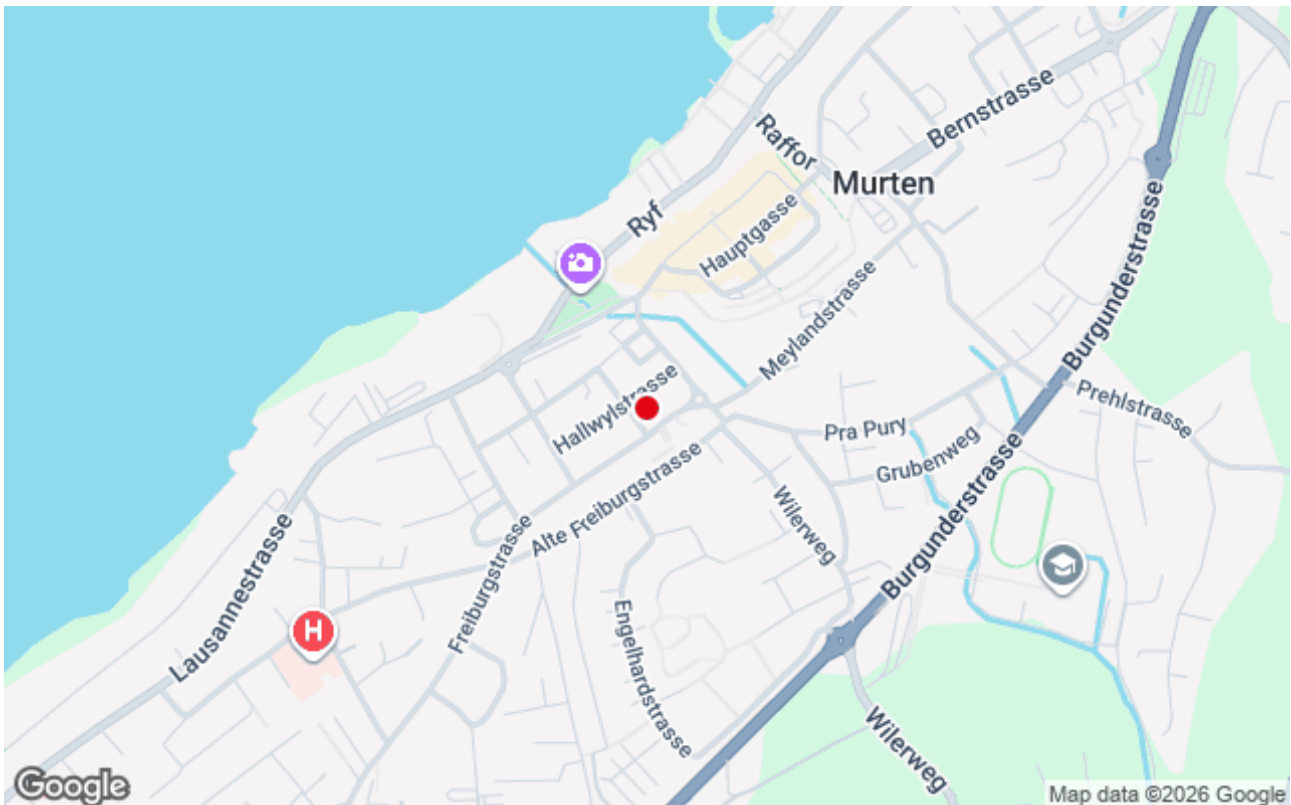 Bernstrasse
Raffor
Murten
Ryf
Hauptgasse
Burgunderstrasse
Meylandstrasse
Hallwylstrasse
Prehlstrasse
Pra Pury
Grubenweg
Alte Freiburgstrasse
Wilerweg
Burgunderstrasse
Lausannestrasse
Freiburgstrasse
H
Engelhardstrasse
Wilerweg
Google
Map data ©2026 Google